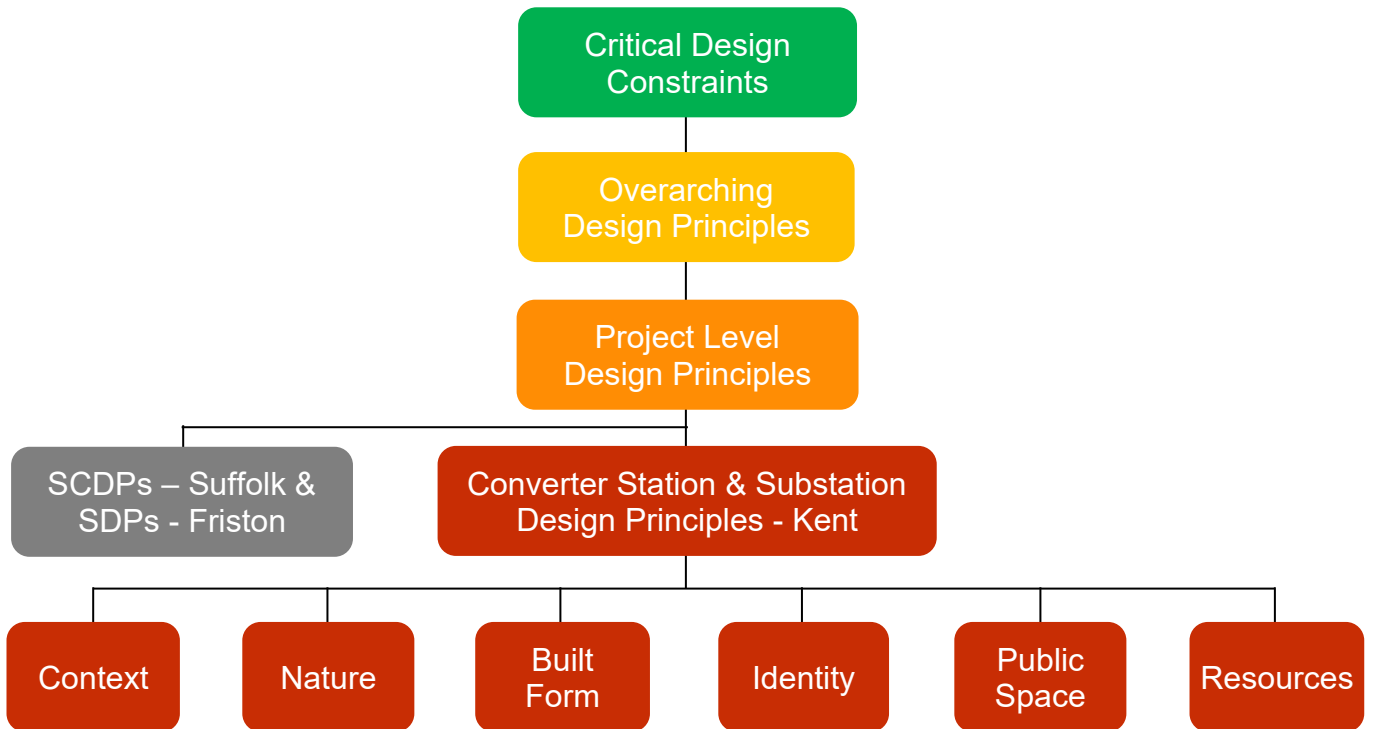 Critical Design
Constraints
Overarching
Design Principles
Project Level
Design Principles
SCDPs – Suffolk &
SDPs - Friston
Converter Station & Substation
Design Principles - Kent
Context
Nature
Built
Form
Identity
Public
Space
Resources